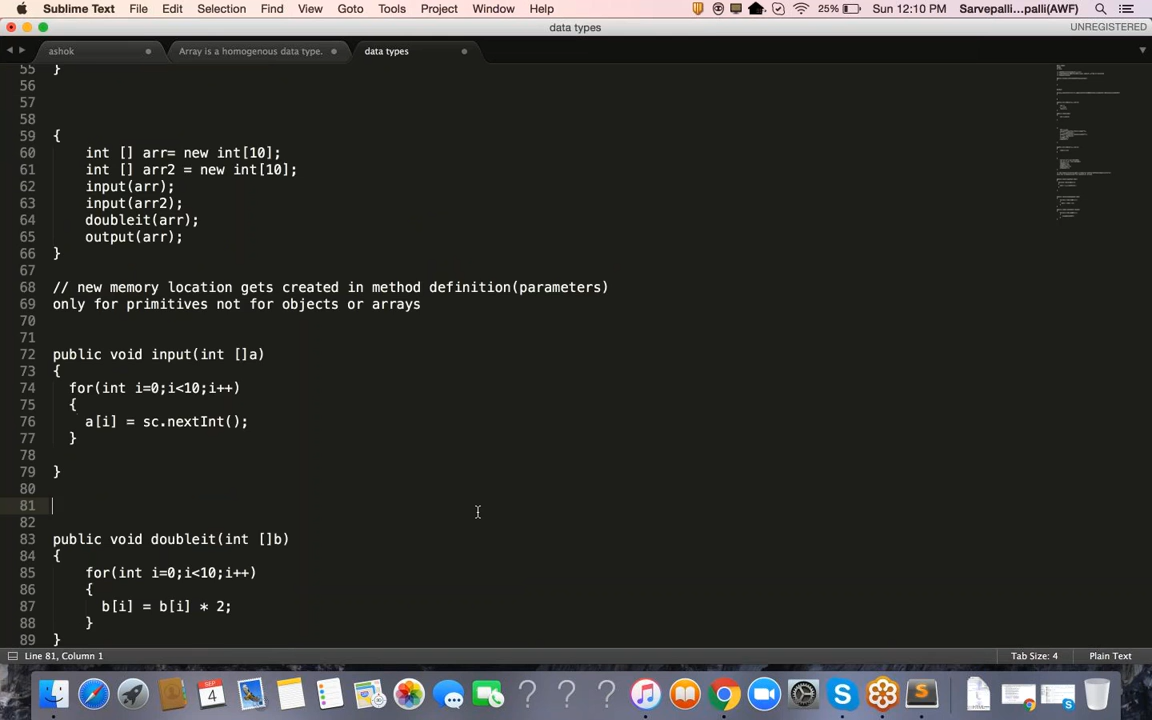 Sublime Text File Edit Selection Find View Goto Tools Project Window Help 25% Sun 12:10 PM Sarvepalli...palli(AWF)
data types UNREGISTERED
ashok Array is a homogenous data type. data types
55 }
56
57
58
59 {
60 int [] arr= new int[10];
61 int [] arr2 = new int[10];
62 input(arr);
63 input(arr2);
64 doubleit(arr);
65 output(arr);
66 }
67
68 // new memory location gets created in method definition(parameters)
69 only for primitives not for objects or arrays
70
71
72 public void input(int []a)
73 {
74 for(int i=0;i<10;i++)
75 {
76 a[i] = sc.nextInt();
77 }
78
79 }
80
81
82
83 public void doubleit(int []b)
84 {
85 for(int i=0;i<10;i++)
86 {
87 b[i] = b[i] * 2;
88 }
89 }
Line 81, Column 1 Tab Size: 4 Plain Text
SEP
4